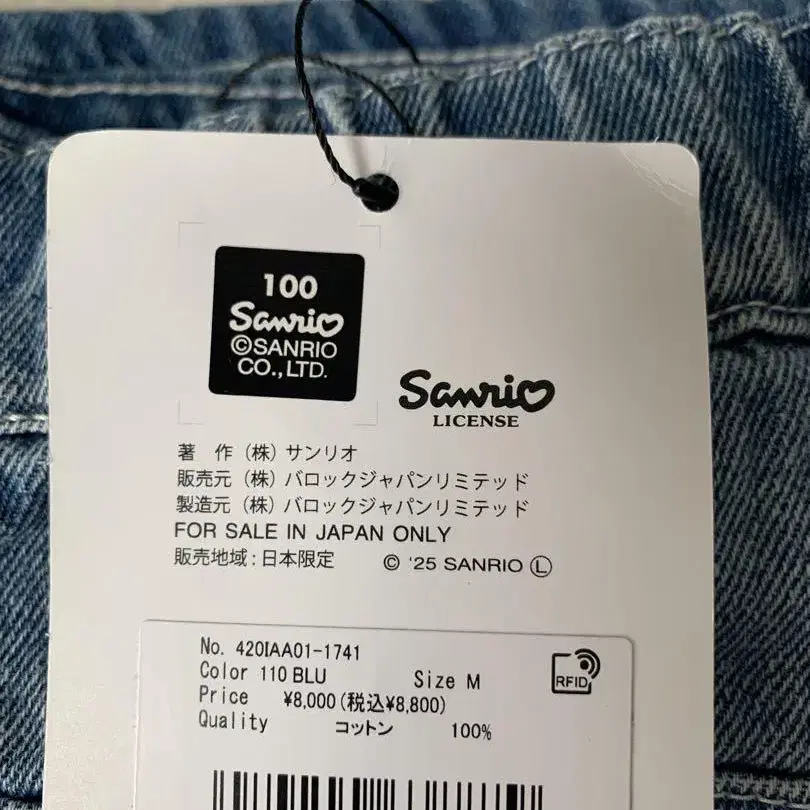 100
Sanrio
©SANRIO
CO.,LTD.
Sanrio
LICENSE
著 作 (株) サンリオ
販売元 (株) バロックジャパンリミテッド
製造元 (株) バロックジャパンリミテッド
FOR SALE IN JAPAN ONLY
販売地域:日本限定 © '25 SANRIO Ⓛ
No. 420IAA01-1741
Color 110 BLU Size M
RFID
Price ¥8,000(税込¥8,800)
Quality コットン 100%